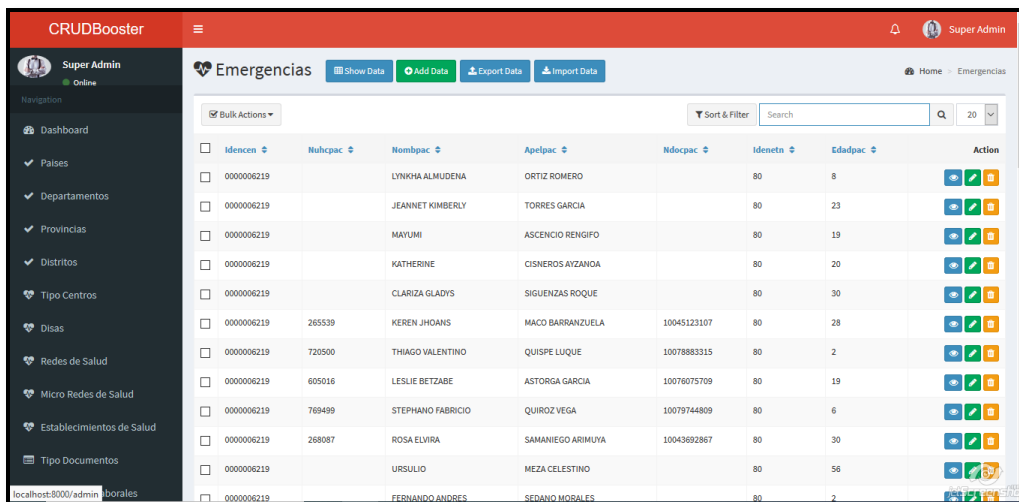 CRUDBooster
Super Admin
Super Admin
Online
Emergencias
Show Data
Add Data
Export Data
Import Data
Home > Emergencias
Navigation
Dashboard
Países
Departamentos
Provincias
Distritos
Tipo Centros
Disas
Redes de Salud
Micro Redes de Salud
Establecimientos de Salud
Tipo Documentos
localhost:8000/admin
Bulk Actions
Sort & Filter
Search
20
Idencen Nuhcpac Nombpac Apelpac Ndocpac Idenetn Edadpac Action
0000006219 LYNKHA ALMUDENA ORTIZ ROMERO 80 8
0000006219 JEANNET KIMBERLY TORRES GARCIA 80 23
0000006219 MAYUMI ASCENCIO RENGIFO 80 19
0000006219 KATHERINE CISNEROS AYZANOA 80 20
0000006219 CLARIZA GLADYS SIGUENZAS ROQUE 80 30
0000006219 265539 KEREN JHOANS MACO BARRANZUELA 10045123107 80 28
0000006219 720500 THIAGO VALENTINO QUISPE LUQUE 10078883315 80 2
0000006219 605016 LESLIE BETZABE ASTORGA GARCIA 10076075709 80 19
0000006219 769499 STEPHANO FABRICIO QUIROZ VEGA 10079744809 80 6
0000006219 268087 ROSA ELVIRA SAMANIEGO ARIMUYA 10043692867 80 30
0000006219 URSULIO MEZA CELESTINO 80 56
0000006219 FERNANDO ANDRES SEDANO MORALES 80 2